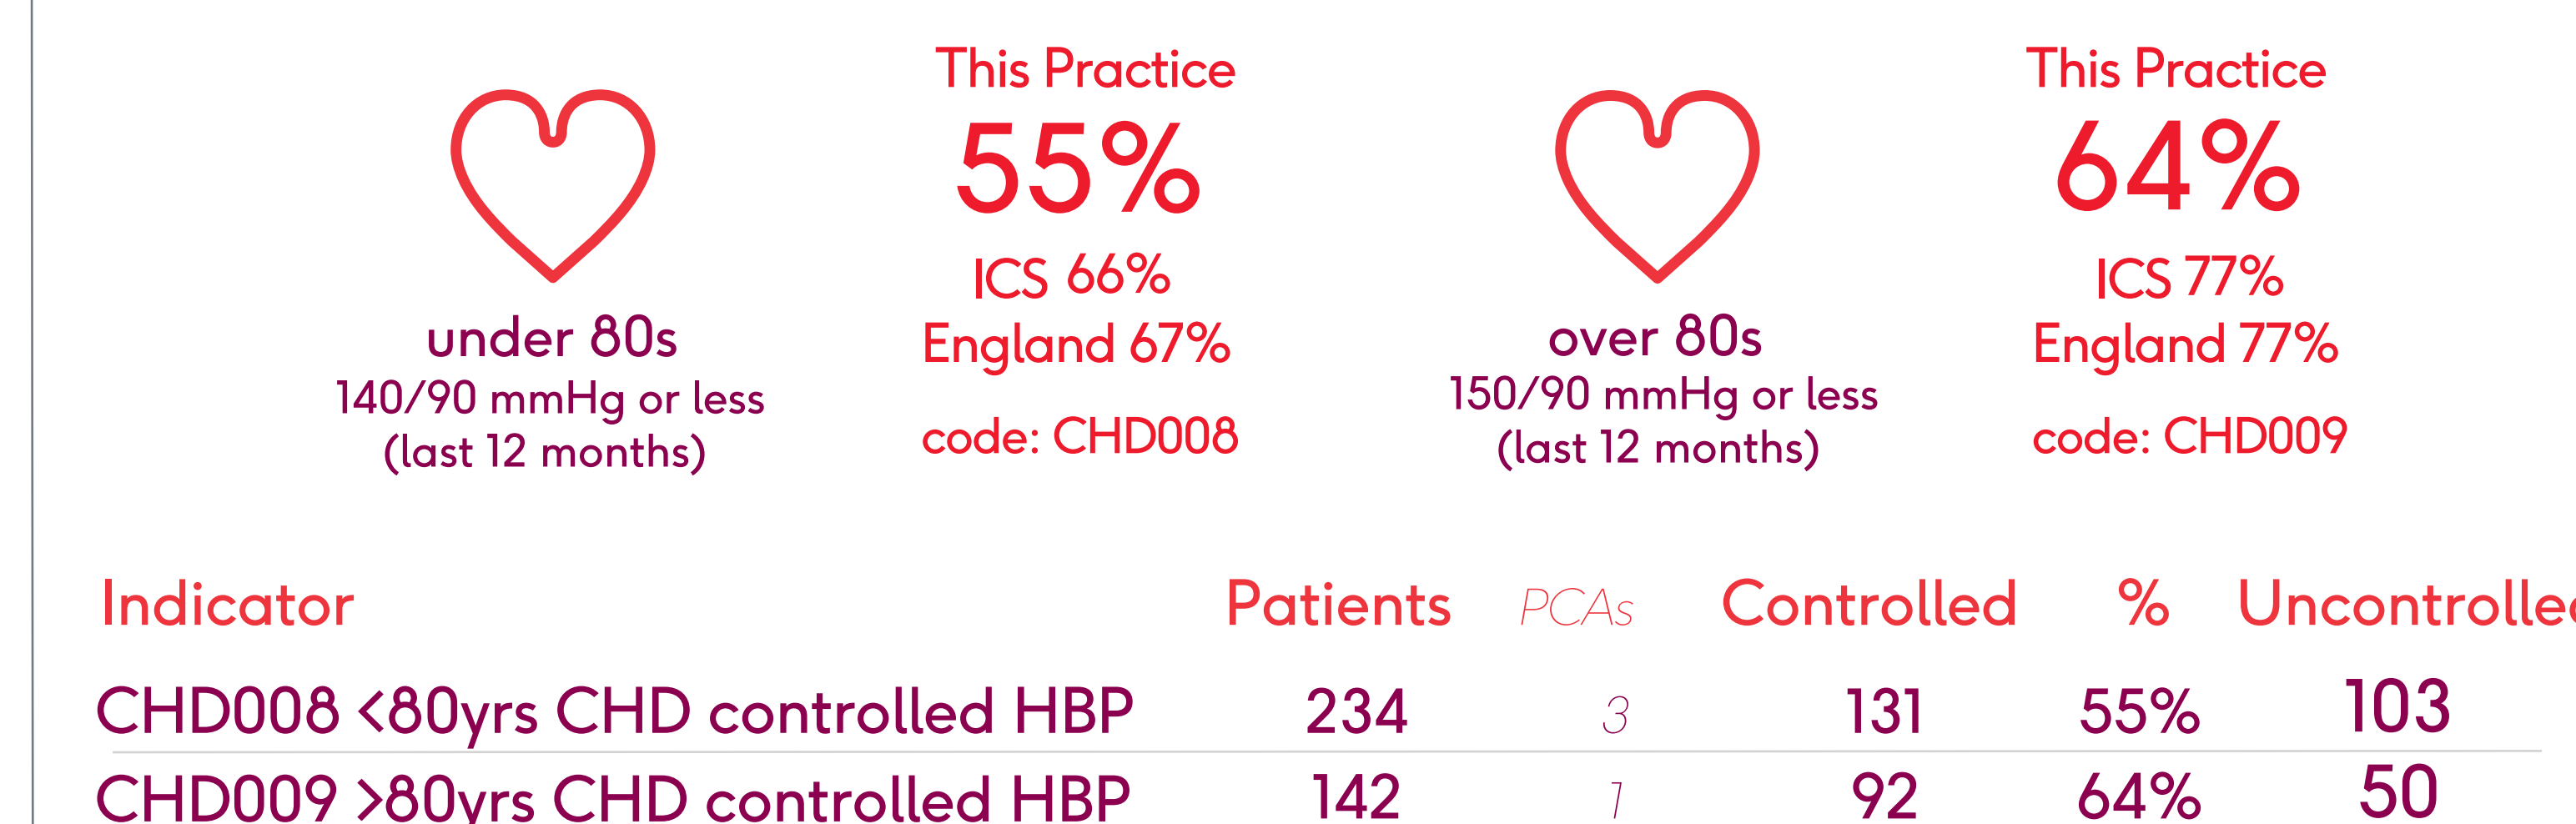 This Practice
55%
ICS 66%
England 67%
code: CHD008
under 80s
140/90 mmHg or less
(last 12 months)
This Practice
64%
ICS 77%
England 77%
code: CHD009
over 80s
150/90 mmHg or less
(last 12 months)
Indicator Patients PCAs Controlled % Uncontrolled
CHD008 <80yrs CHD controlled HBP 234 3 131 55% 103
CHD009 >80yrs CHD controlled HBP 142 1 92 64% 50